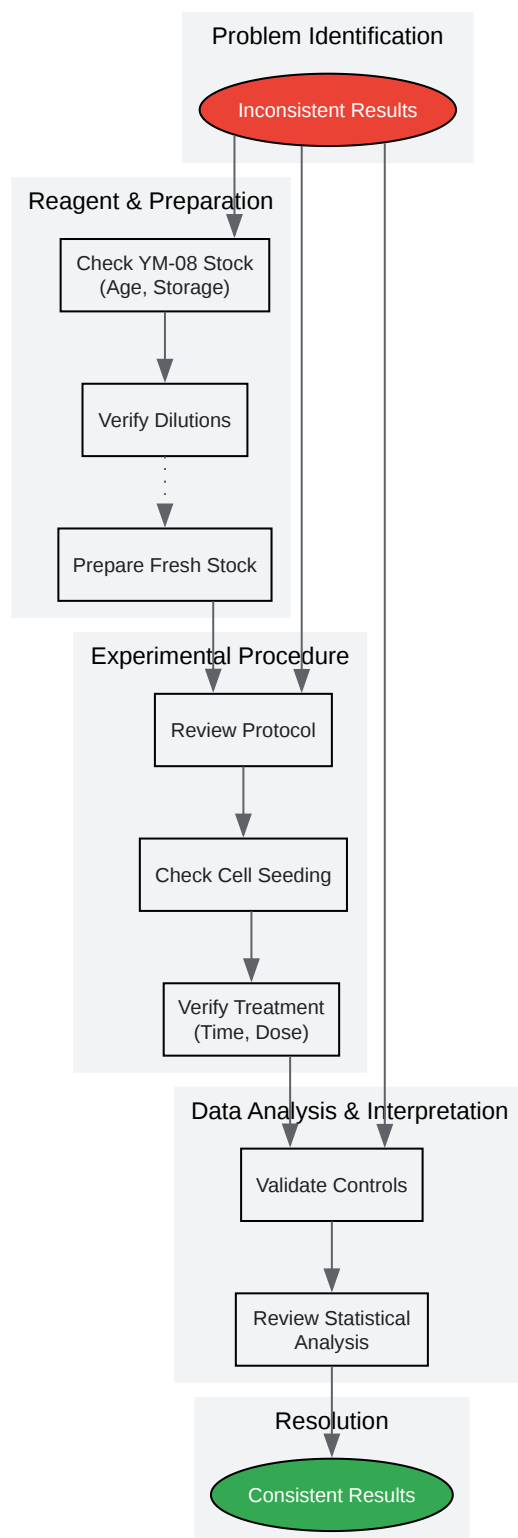 Problem Identification
Inconsistent Results
Reagent & Preparation
Check YM-08 Stock
(Age, Storage)
Verify Dilutions
Prepare Fresh Stock
Experimental Procedure
Review Protocol
Check Cell Seeding
Verify Treatment
(Time, Dose)
Data Analysis & Interpretation
Validate Controls
Review Statistical
Analysis
Resolution
Consistent Results